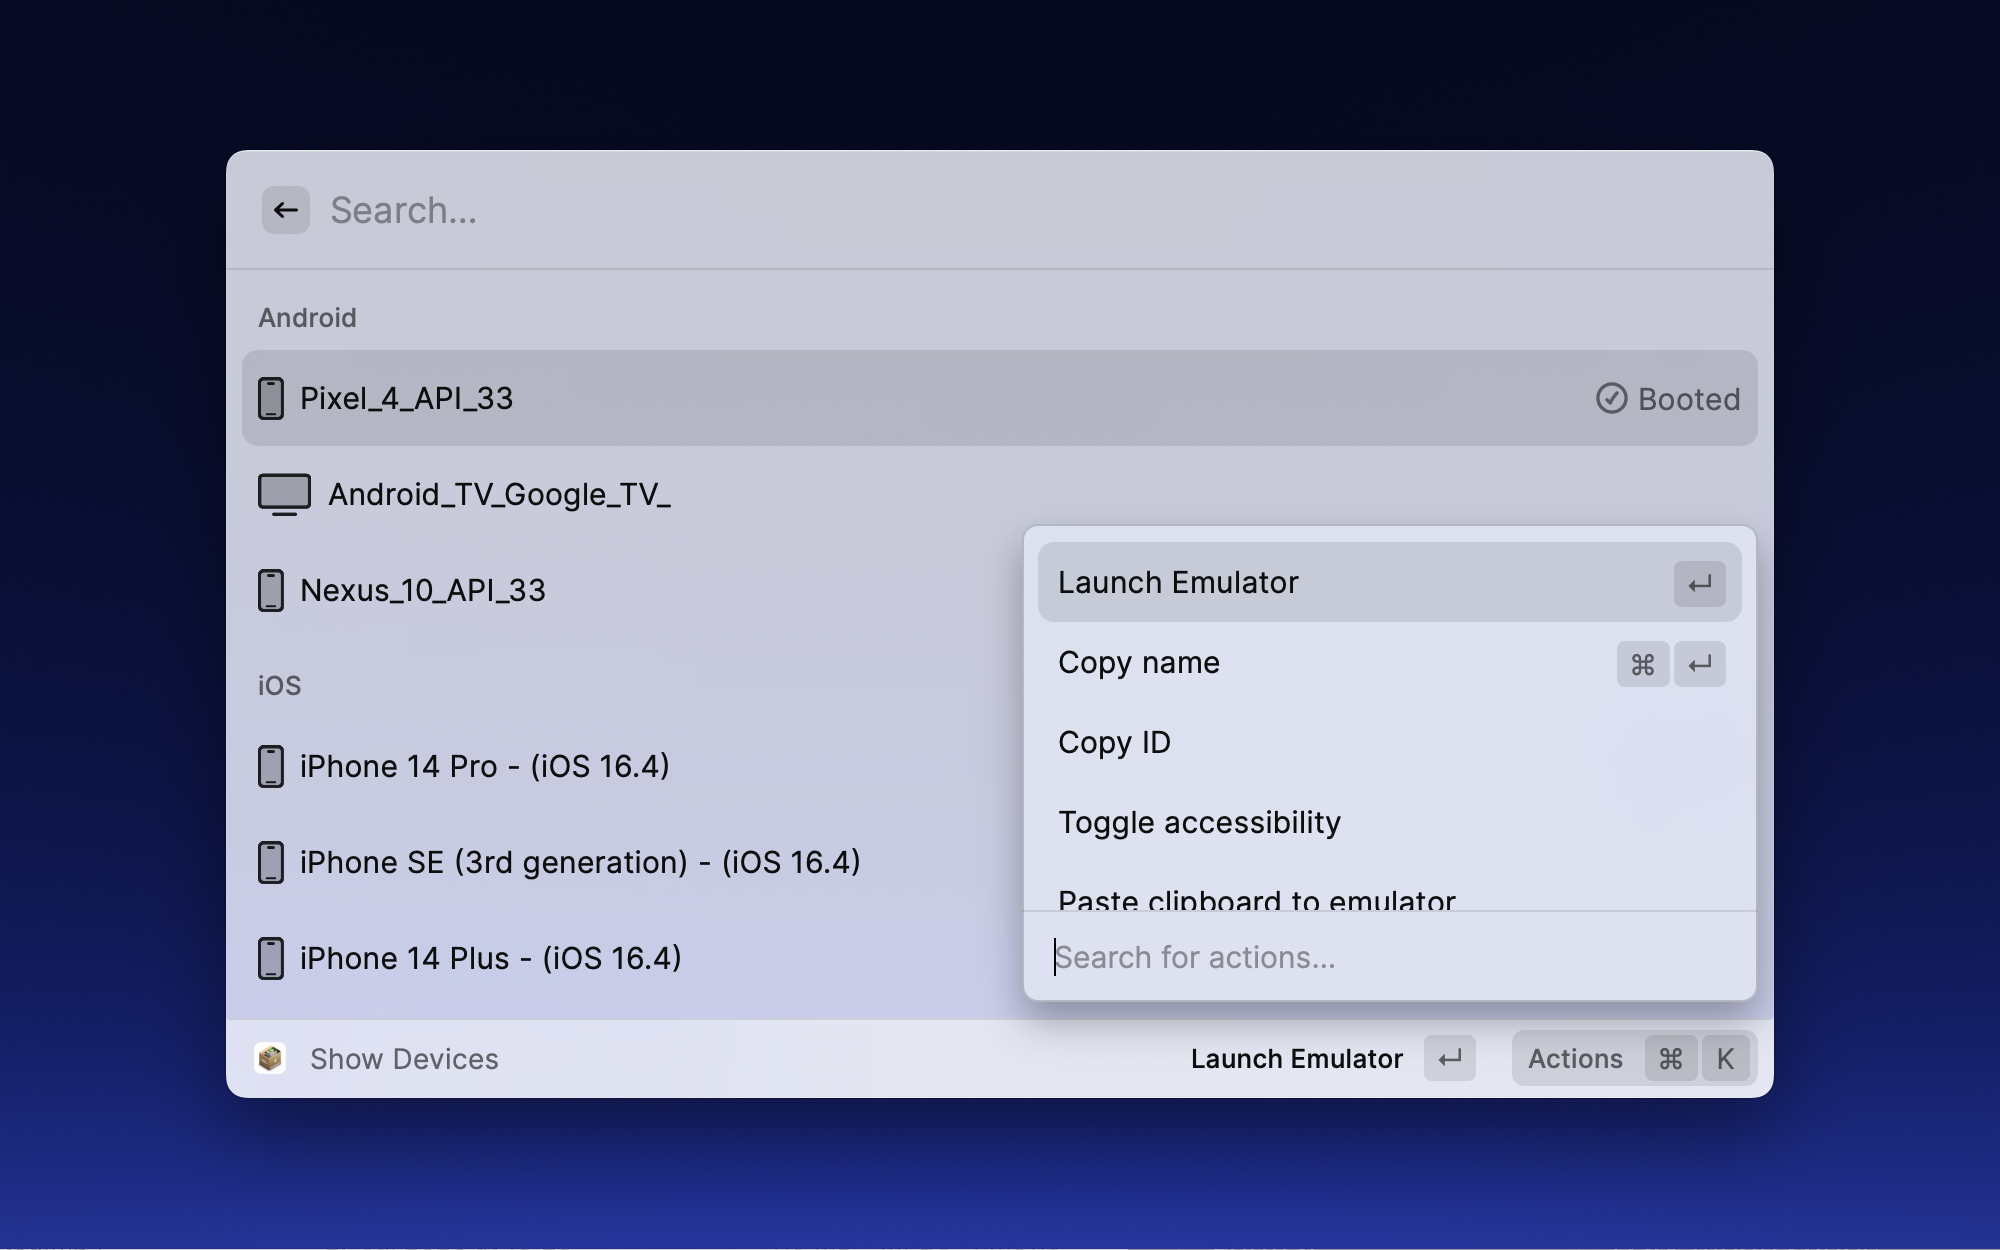 Search...
Android
Pixel_4_API_33
Booted
Android_TV_Google_TV_
Nexus_10_API_33
iOS
iPhone 14 Pro - (iOS 16.4)
iPhone SE (3rd generation) - (iOS 16.4)
iPhone 14 Plus - (iOS 16.4)
Launch Emulator ↵
Copy name ⌘ ↵
Copy ID
Toggle accessibility
Paste clipboard to emulator
Search for actions...
Show Devices
Launch Emulator ↵
Actions ⌘ K